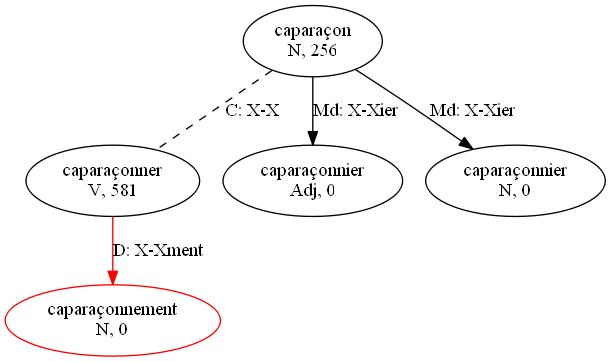 caparaçon
N, 256
C: X-X
Md: X-Xier
Md: X-Xier
caparaçonner
V, 581
caparaçonnier
Adj, 0
caparaçonnier
N, 0
D: X-Xment
caparaçonnement
N, 0